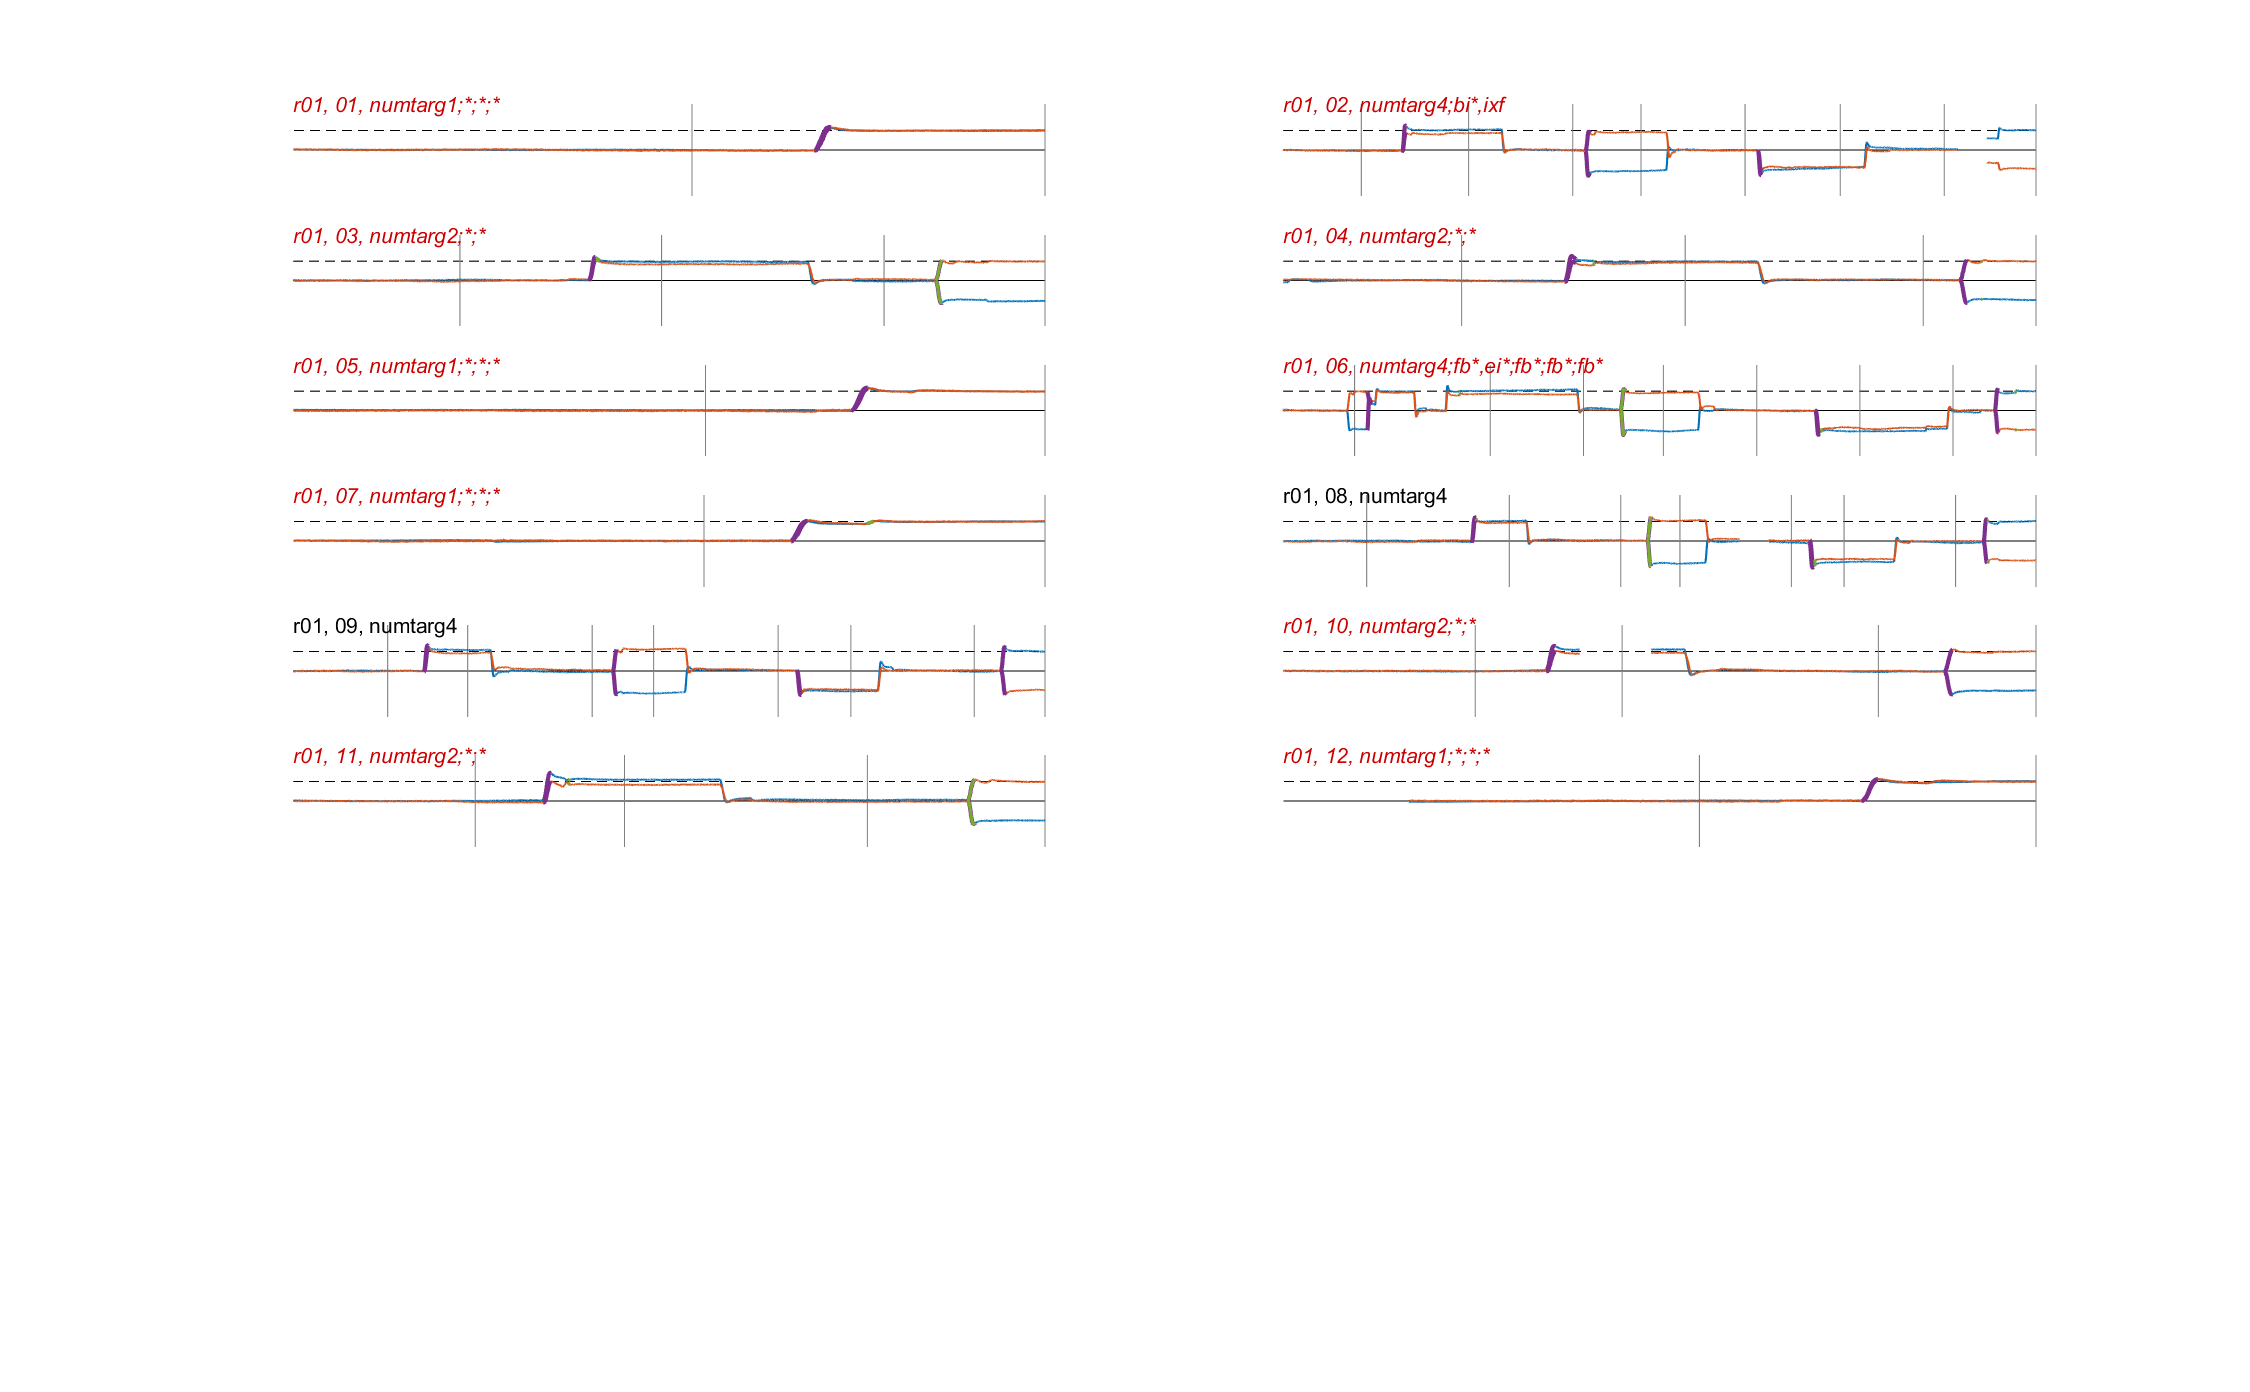 r01, 01, numtarg1;*;*;*
r01, 02, numtarg4;bi*,ixf
r01, 03, numtarg2;*;*
r01, 04, numtarg2;*;*
r01, 05, numtarg1;*;*;*
r01, 06, numtarg4;fb*,ei*;fb*;fb*;fb*
r01, 07, numtarg1;*;*;*
r01, 08, numtarg4
r01, 09, numtarg4
r01, 10, numtarg2;*;*
r01, 11, numtarg2;*;*
r01, 12, numtarg1;*;*;*